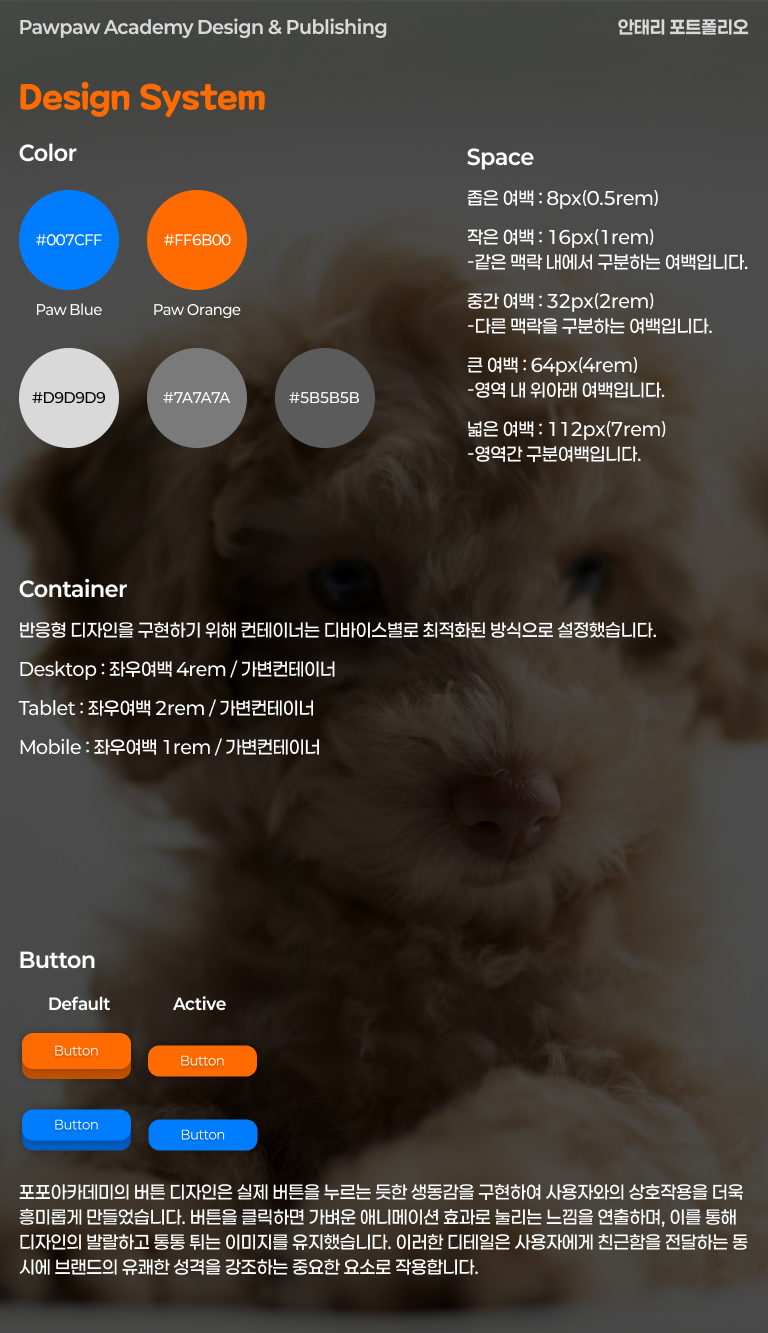 Pawpaw Academy Design & Publishing
안태리 포트폴리오
Design System
Color
#007CFF
#FF6B00
Paw Blue
Paw Orange
#D9D9D9
#7A7A7A
#5B5B5B
Space
좁은 여백 : 8px(0.5rem)
작은 여백 : 16px(1rem)
-같은 맥락 내에서 구분하는 여백입니다.
중간 여백 : 32px(2rem)
-다른 맥락을 구분하는 여백입니다.
큰 여백 : 64px(4rem)
-영역 내 위아래 여백입니다.
넓은 여백 : 112px(7rem)
-영역간 구분여백입니다.
Container
반응형 디자인을 구현하기 위해 컨테이너는 디바이스별로 최적화된 방식으로 설정했습니다.
Desktop : 좌우여백 4rem / 가변컨테이너
Tablet : 좌우여백 2rem / 가변컨테이너
Mobile : 좌우여백 1rem / 가변컨테이너
Button
Default
Active
Button
Button
Button
Button
포포아카데미의 버튼 디자인은 실제 버튼을 누르는 듯한 생동감을 구현하여 사용자와의 상호작용을 더욱
흥미롭게 만들었습니다. 버튼을 클릭하면 가벼운 애니메이션 효과로 눌리는 느낌을 연출하며, 이를 통해
디자인의 발랄하고 통통 튀는 이미지를 유지했습니다. 이러한 디테일은 사용자에게 친근함을 전달하는 동
시에 브랜드의 유쾌한 성격을 강조하는 중요한 요소로 작용합니다.